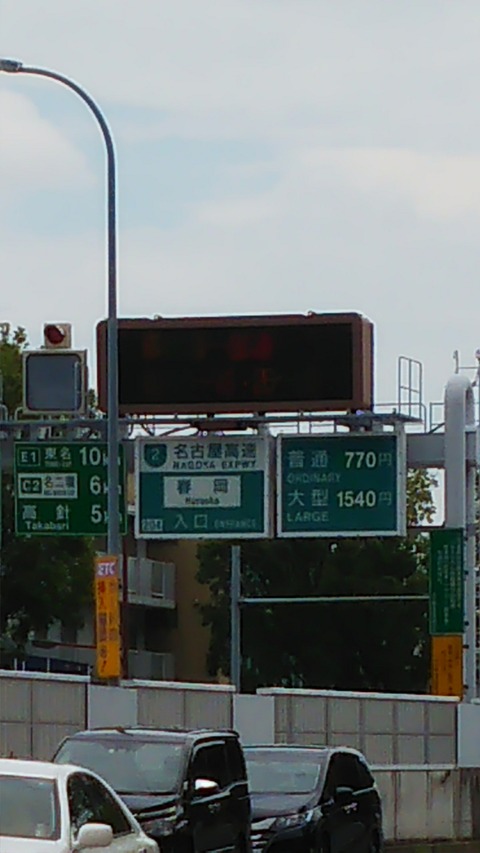 E1 東名 10km
C2 名二環 6km
高針 5km
Takabari
2 名古屋高速
NAGOYA EXPWY
春岡
Haruoka
204 入口 ENTRANCE
普通 770円
ORDINARY
大型 1540円
LARGE
ETC